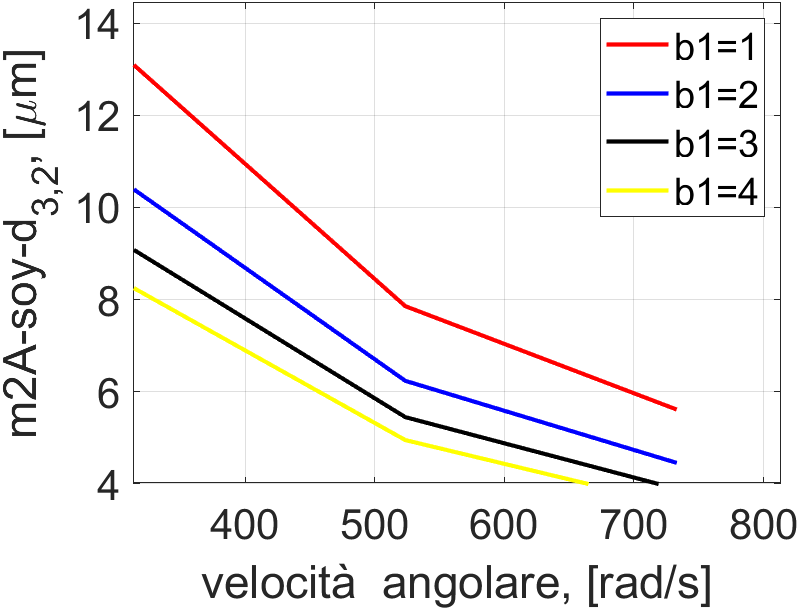 m2A-soy-d3,2, [μm]
14
12
10
8
6
4
400 500 600 700 800
velocità angolare, [rad/s]
b1=1
b1=2
b1=3
b1=4